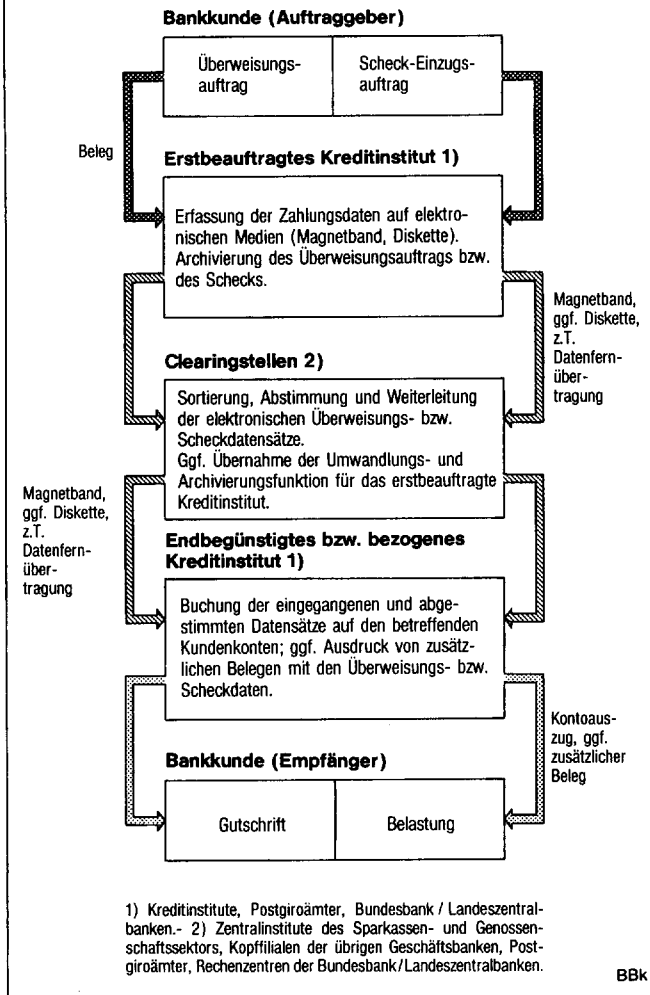 Bankkunde (Auftraggeber)
Überweisungs-
auftrag
Scheck-Einzugs-
auftrag
Beleg
Erstbeauftragtes Kreditinstitut 1)
Erfassung der Zahlungsdaten auf elektro-
nischen Medien (Magnetband, Diskette).
Archivierung des Überweisungsauftrags bzw.
des Schecks.
Magnetband,
ggf. Diskette,
z.T.
Datenfern-
über-
tragung
Clearingstellen 2)
Sortierung, Abstimmung und Weiterleitung
der elektronischen Überweisungs- bzw.
Scheckdatensätze.
Ggf. Übernahme der Umwandlungs- und
Archivierungsfunktion für das erstbeauftragte
Kreditinstitut.
Magnetband,
ggf. Diskette,
z.T.
Datenfern-
über-
tragung
Endbegünstigtes bzw. bezogenes
Kreditinstitut 1)
Buchung der eingegangenen und abge-
stimmten Datensätze auf den betreffenden
Kundenkonten; ggf. Ausdruck von zusätz-
lichen Belegen mit den Überweisungs- bzw.
Scheckdaten.
Kontoaus-
zug, ggf.
zusätzlicher
Beleg
Bankkunde (Empfänger)
Gutschrift
Belastung
1) Kreditinstitute, Postgiroämter, Bundesbank / Landeszentral-
banken.- 2) Zentralinstitute des Sparkassen- und Genossen-
schaftssektors, Kopffilialen der übrigen Geschäftsbanken, Post-
giroämter, Rechenzentren der Bundesbank/Landeszentralbanken.
BBk